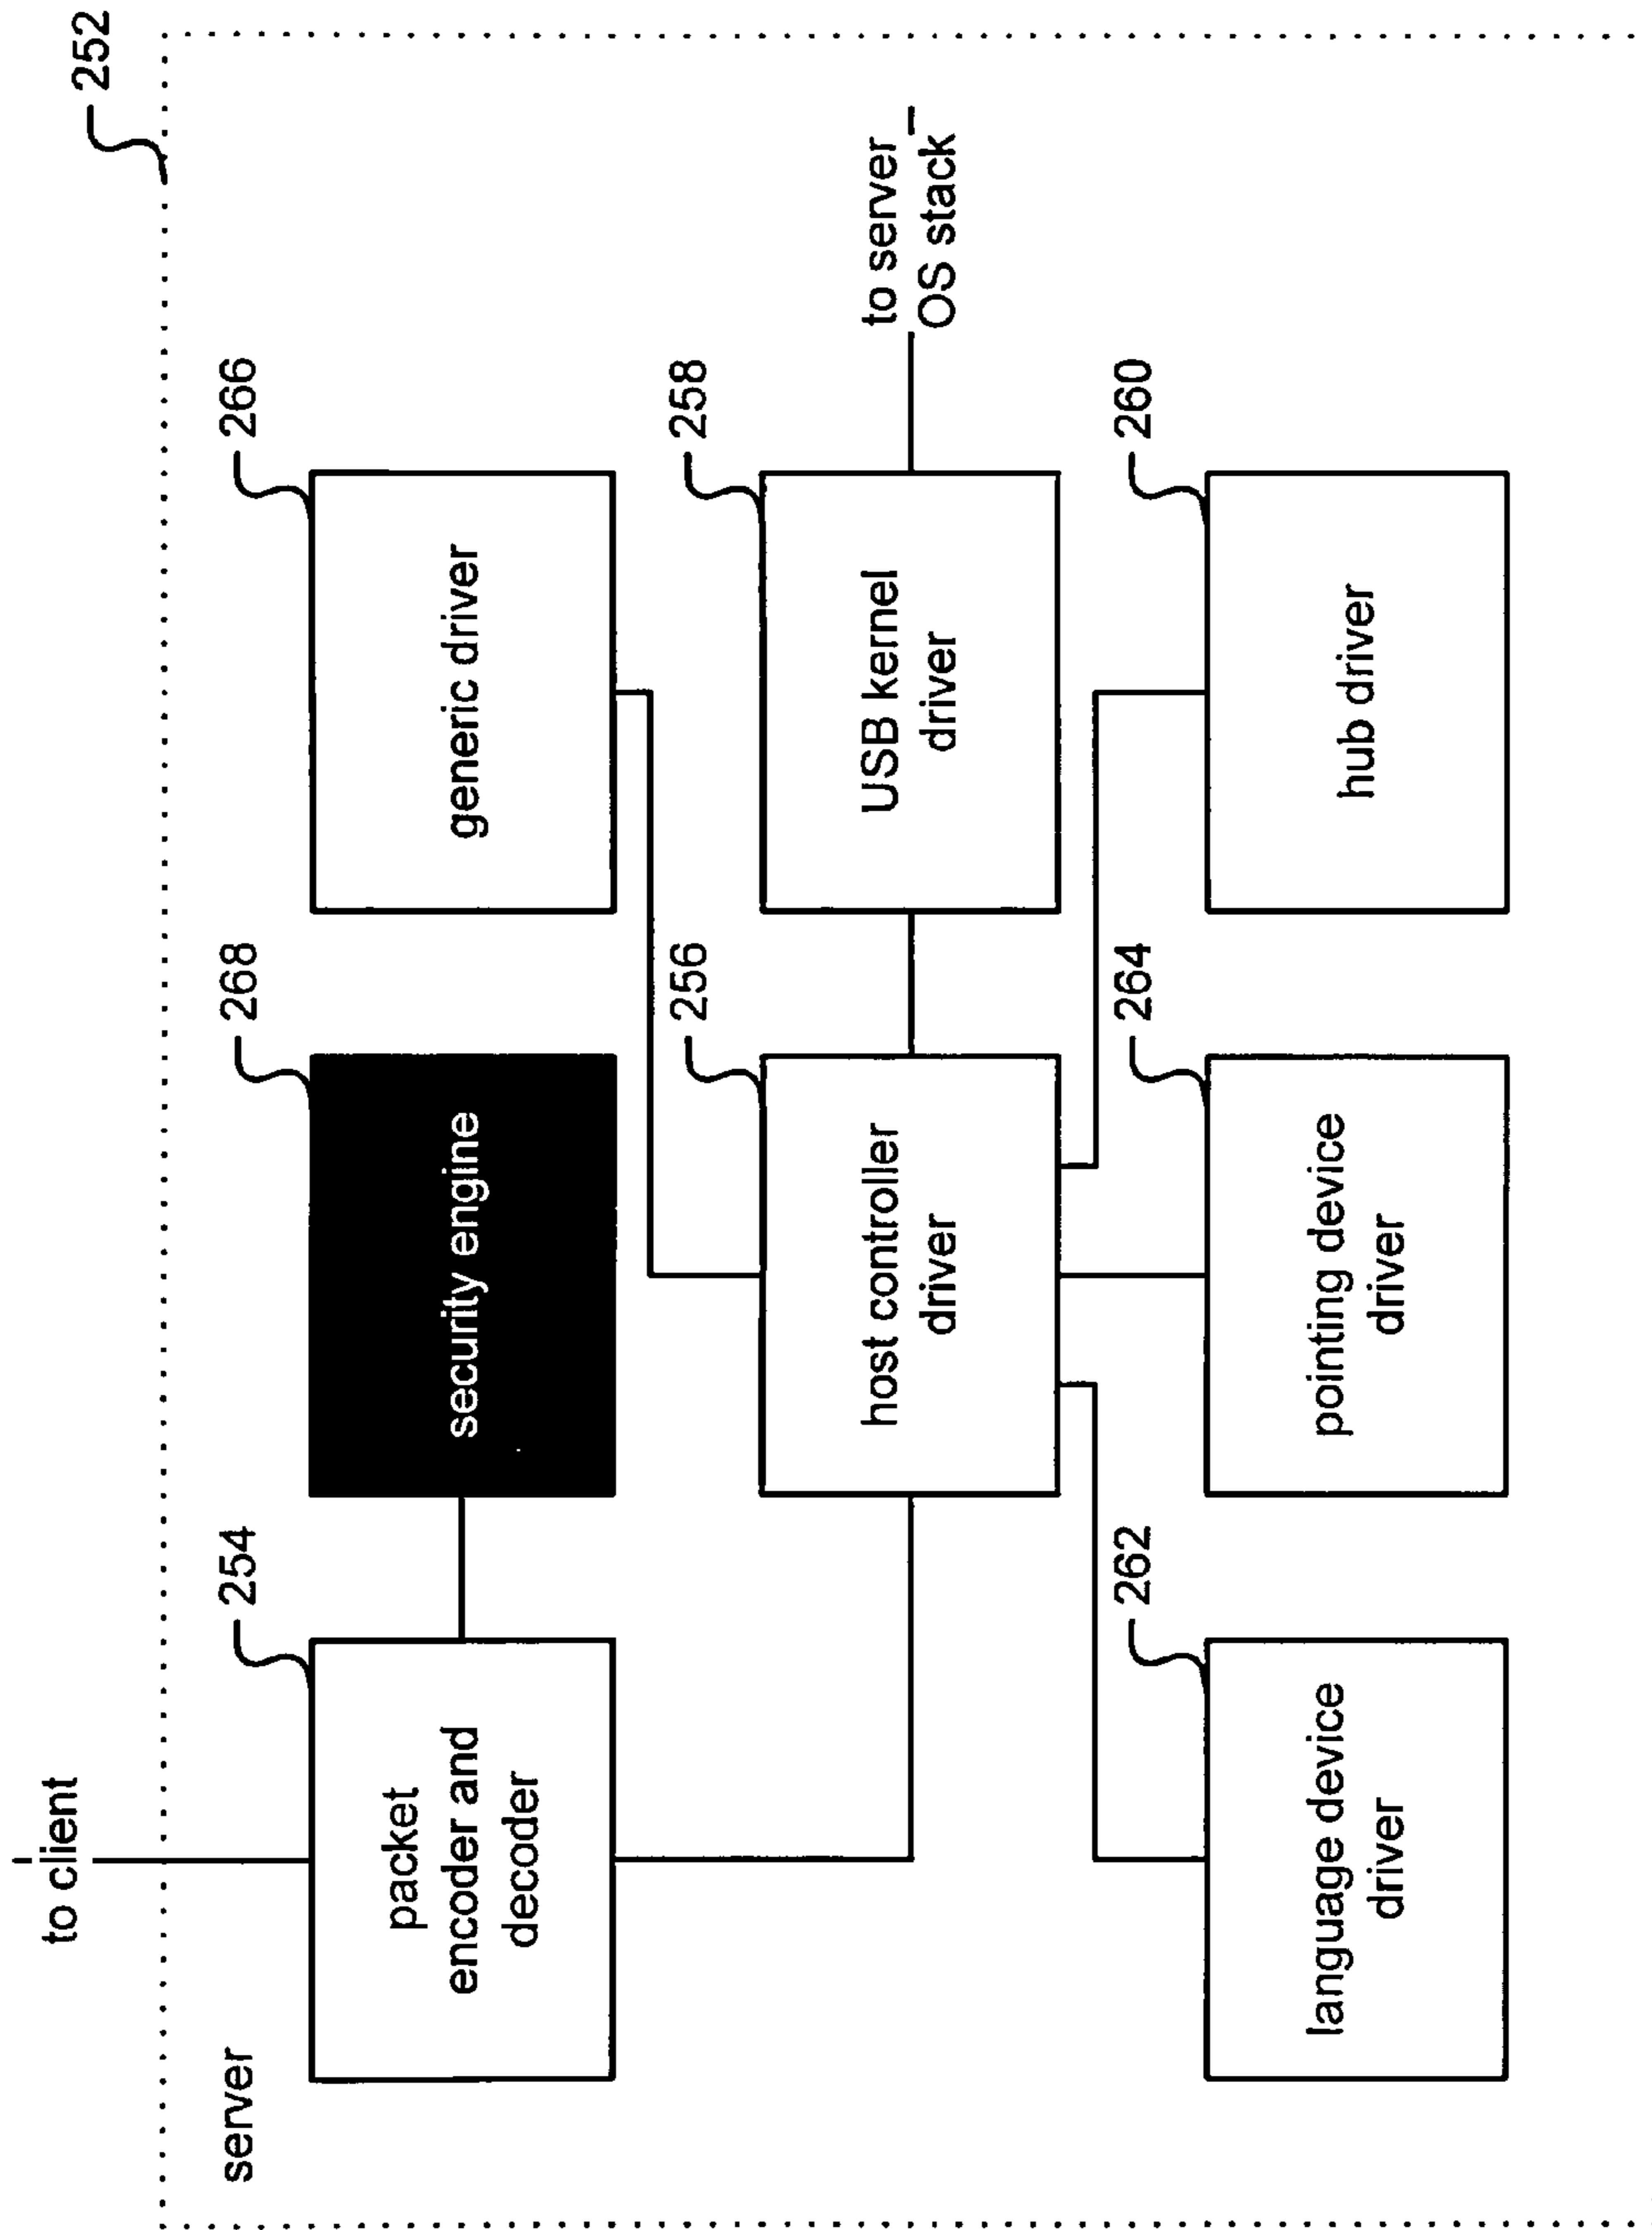 to client
252
server
254
268
266
packet
encoder and
decoder
security engine
generic driver
256
258
host controller
driver
USB kernel
driver
to server
OS stack
262
264
260
language device
driver
pointing device
driver
hub driver